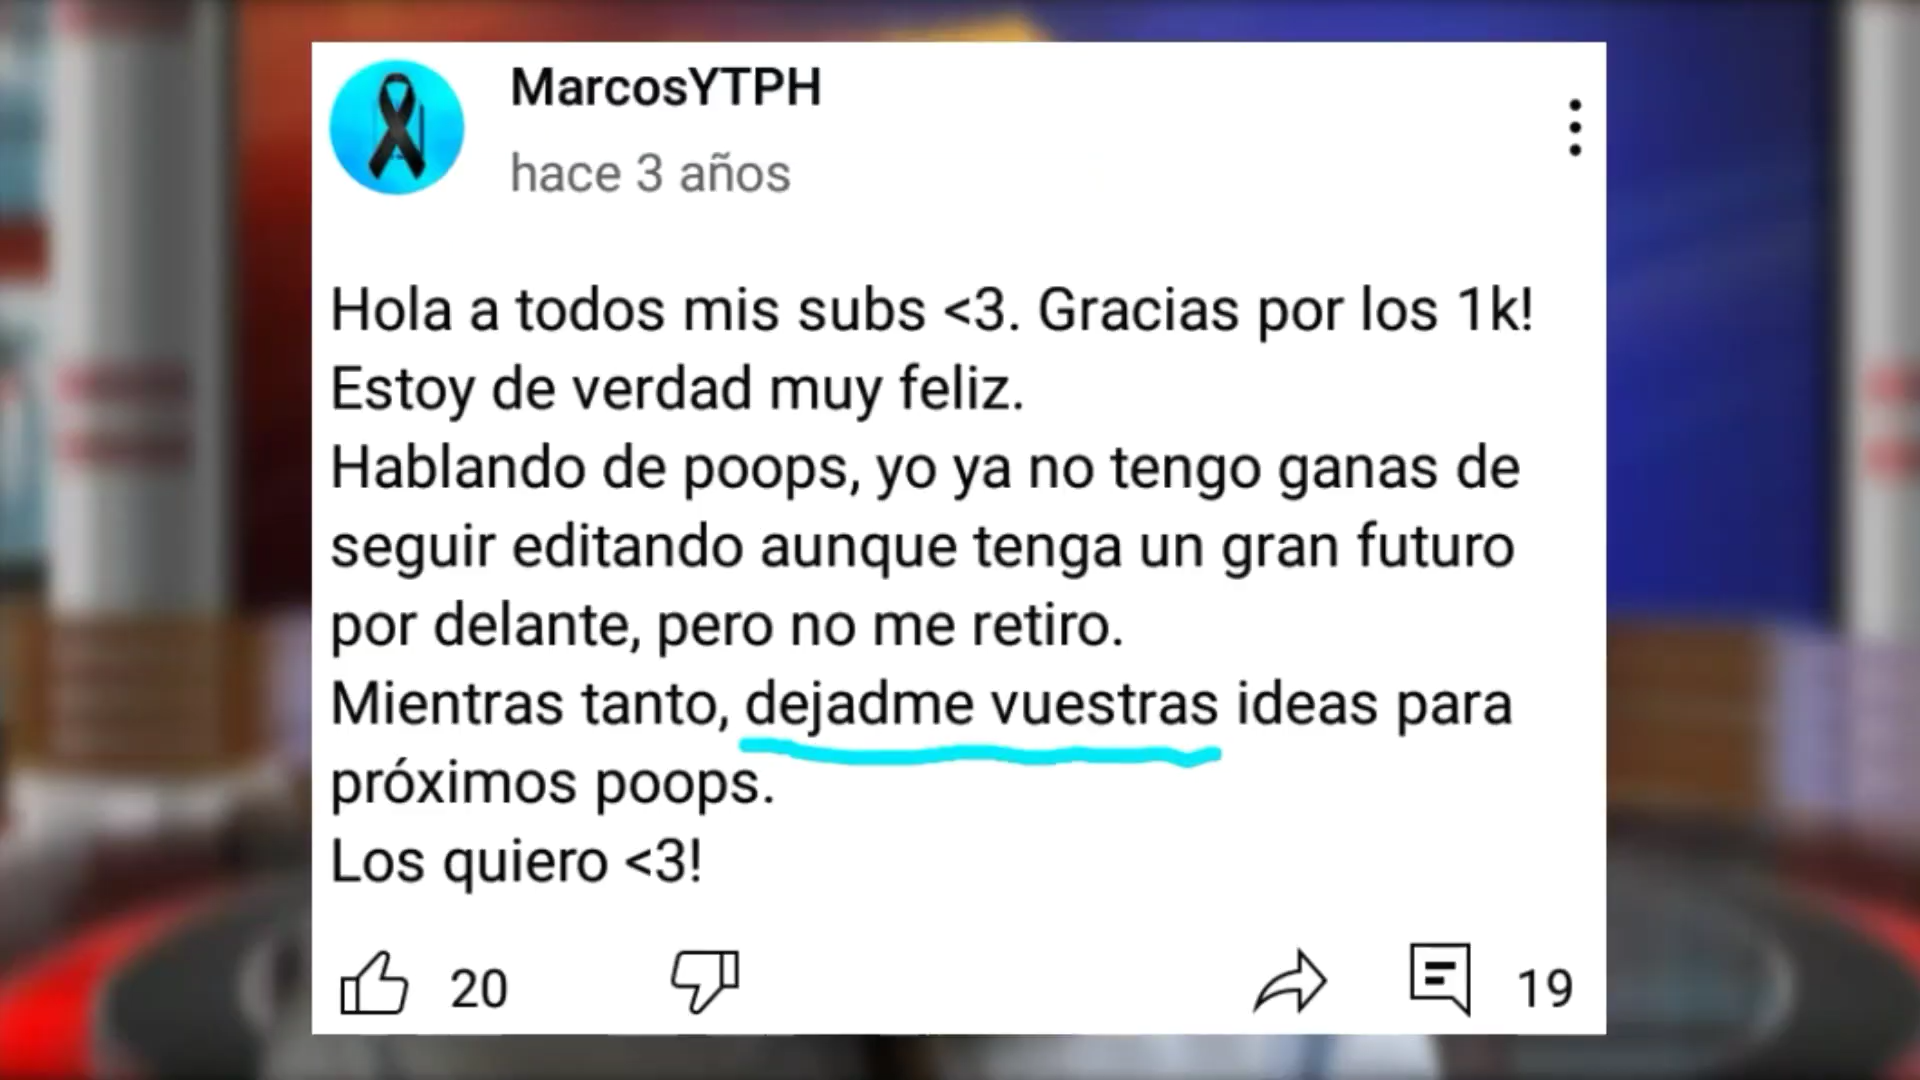 MarcosYTPH
hace 3 años
Hola a todos mis subs <3. Gracias por los 1k!
Estoy de verdad muy feliz.
Hablando de poops, yo ya no tengo ganas de
seguir editando aunque tenga un gran futuro
por delante, pero no me retiro.
Mientras tanto, dejadme vuestras ideas para
próximos poops.
Los quiero <3!
20
19